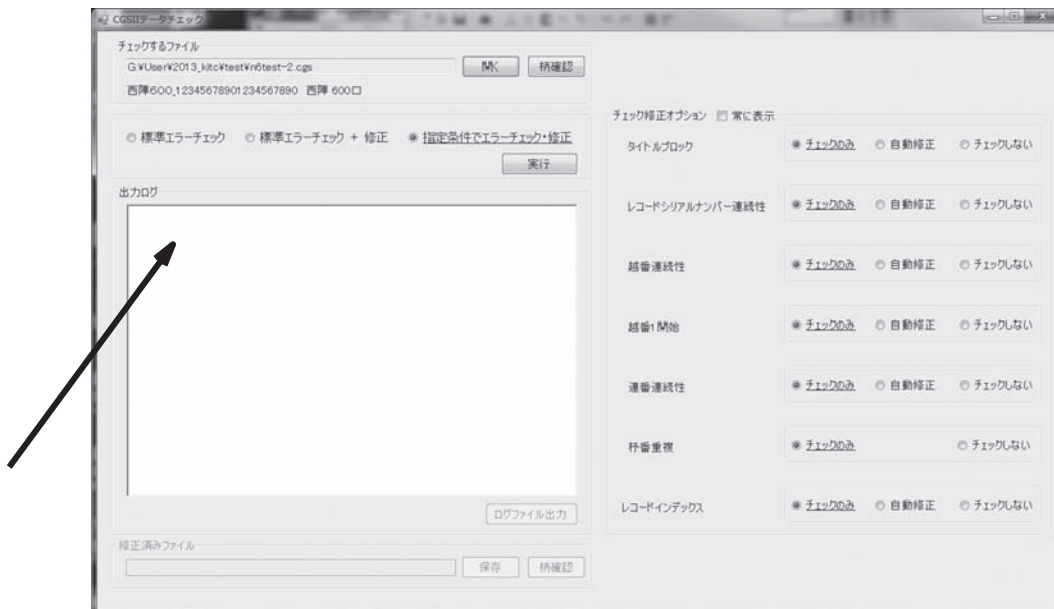 CGSIIデータチェック
チェックするファイル
G:¥User¥2013_kitc¥test¥n6test-2.cgs
開K
柄確認
西陣600_12345678901234567890 西陣 600口
標準エラーチェック 標準エラーチェック + 修正 指定条件でエラーチェック・修正
実行
出力ログ
ログファイル出力
修正済みファイル
保存
柄確認
チェック修正オプション 常に表示
タイトルブロック チェックのみ 自動修正 チェックしない
レコードシリアルナンバー連続性 チェックのみ 自動修正 チェックしない
越番連続性 チェックのみ 自動修正 チェックしない
越番1開始 チェックのみ 自動修正 チェックしない
連番連続性 チェックのみ 自動修正 チェックしない
杼番重複 チェックのみ チェックしない
レコードインデックス チェックのみ 自動修正 チェックしない